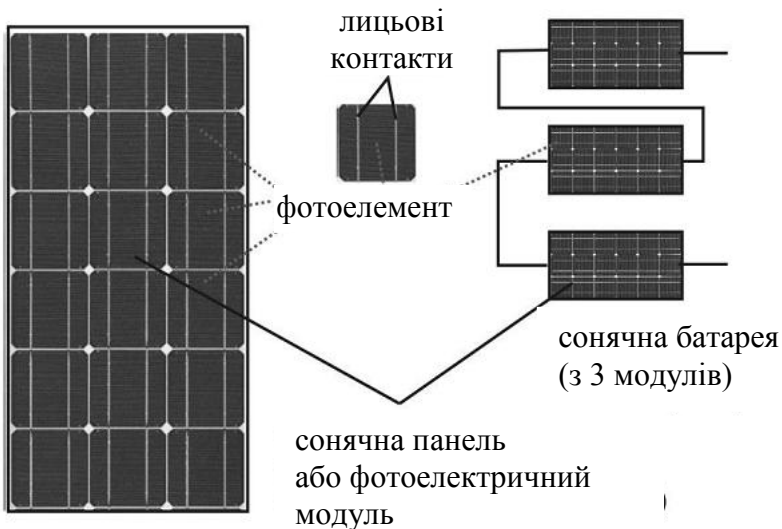 лицьові
контакти
фотоелемент
сонячна батарея
(з 3 модулів)
сонячна панель
або фотоелектричний
модуль
)